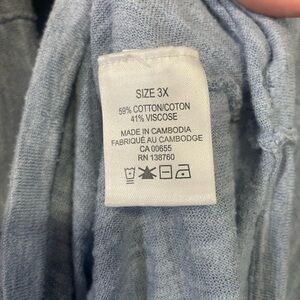 SIZE 3X
59% COTTON/COTON
41% VISCOSE
MADE IN CAMBODIA
FABRIQUÉ AU CAMBODGE
CA 00655
RN 138760